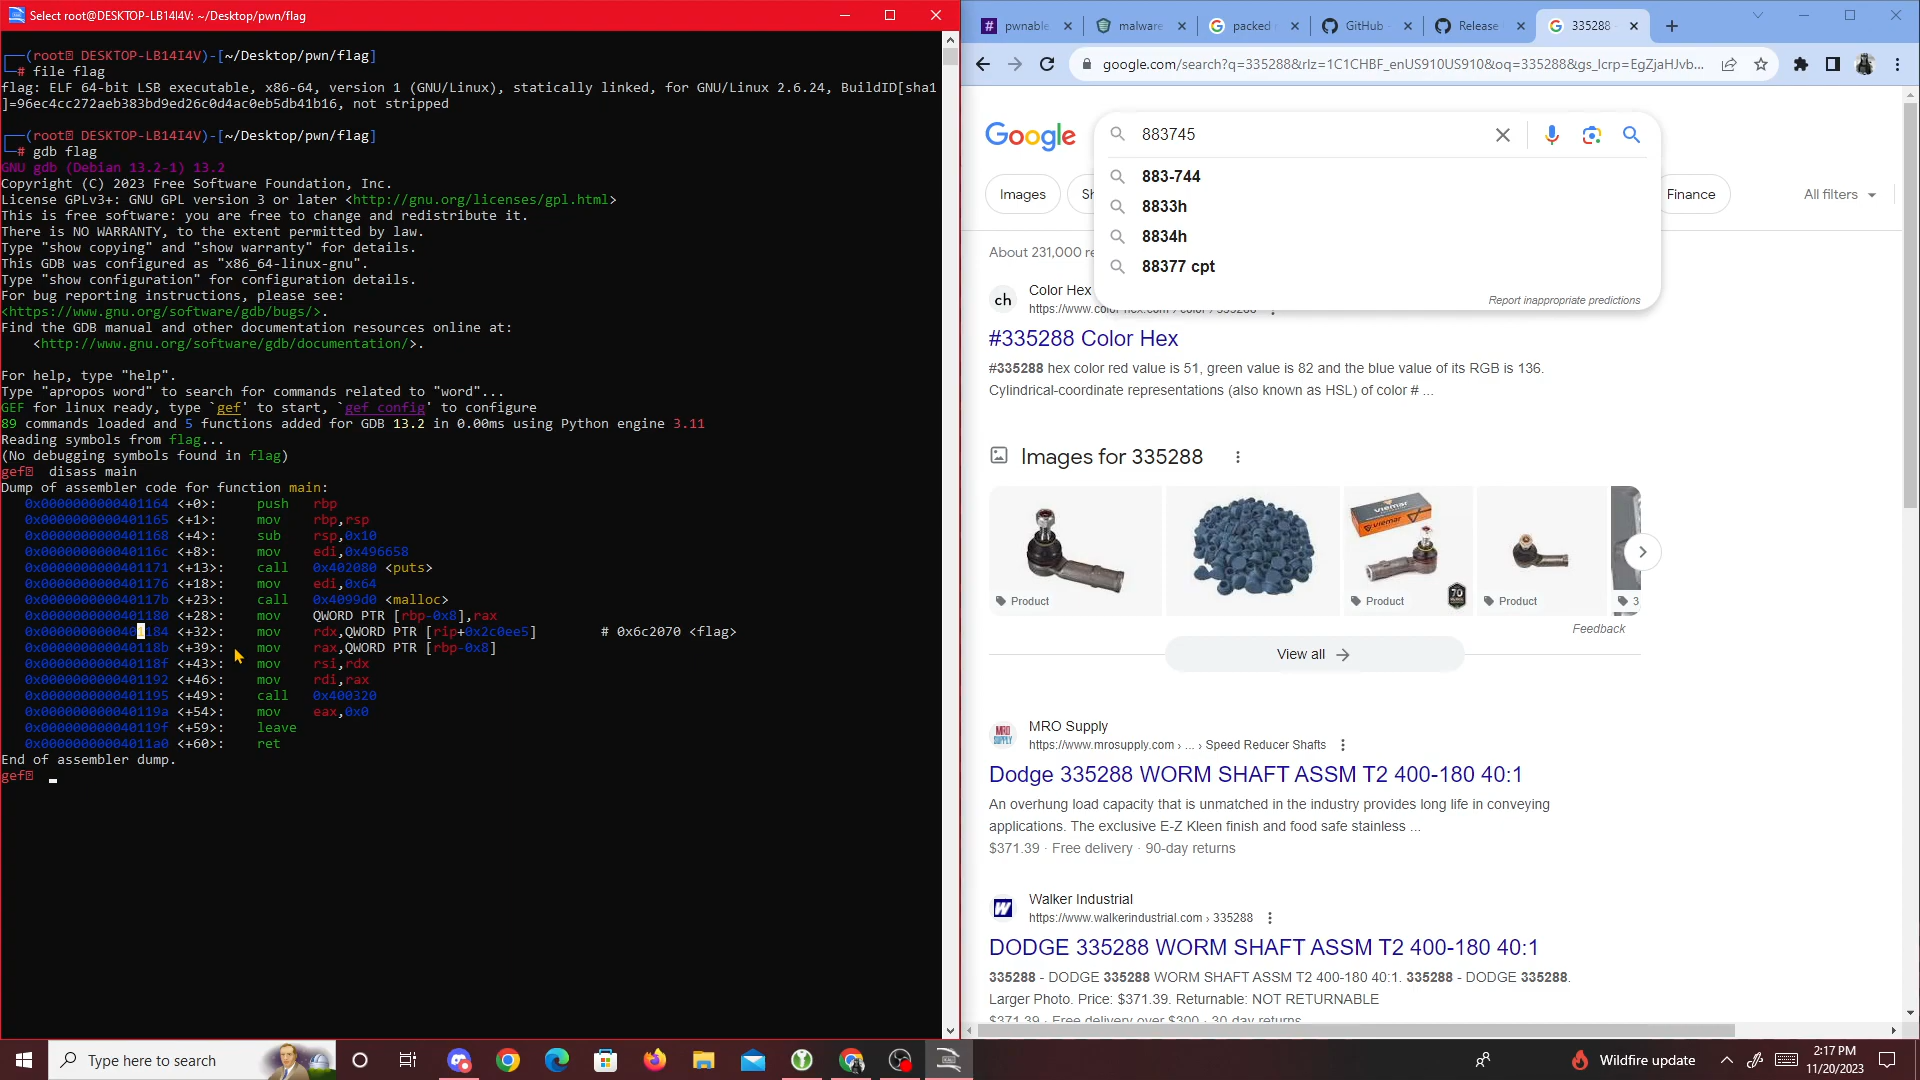 Select root@DESKTOP-LB14I4V: ~/Desktop/pwn/flag
┌──(root DESKTOP-LB14I4V)-[~/Desktop/pwn/flag]
└─# file flag
flag: ELF 64-bit LSB executable, x86-64, version 1 (GNU/Linux), statically linked, for GNU/Linux 2.6.24, BuildID[sha1
]=96ec4cc272aeb383bd9ed26c0d4ac0eb5db41b16, not stripped
┌──(root DESKTOP-LB14I4V)-[~/Desktop/pwn/flag]
└─# gdb flag
GNU gdb (Debian 13.2-1) 13.2
Copyright (C) 2023 Free Software Foundation, Inc.
License GPLv3+: GNU GPL version 3 or later <http://gnu.org/licenses/gpl.html>
This is free software: you are free to change and redistribute it.
There is NO WARRANTY, to the extent permitted by law.
Type "show copying" and "show warranty" for details.
This GDB was configured as "x86_64-linux-gnu".
Type "show configuration" for configuration details.
For bug reporting instructions, please see:
<https://www.gnu.org/software/gdb/bugs/>.
Find the GDB manual and other documentation resources online at:
<http://www.gnu.org/software/gdb/documentation/>.
For help, type "help".
Type "apropos word" to search for commands related to "word"...
GEF for linux ready, type `gef' to start, `gef config' to configure
89 commands loaded and 5 functions added for GDB 13.2 in 0.00ms using Python engine 3.11
Reading symbols from flag...
(No debugging symbols found in flag)
gef disass main
Dump of assembler code for function main:
0x0000000000401164 <+0>: push rbp
0x0000000000401165 <+1>: mov rbp,rsp
0x0000000000401168 <+4>: sub rsp,0x10
0x000000000040116c <+8>: mov edi,0x496658
0x0000000000401171 <+13>: call 0x402080 <puts>
0x0000000000401176 <+18>: mov edi,0x64
0x000000000040117b <+23>: call 0x4099d0 <malloc>
0x0000000000401180 <+28>: mov QWORD PTR [rbp-0x8],rax
0x0000000000401184 <+32>: mov rdx,QWORD PTR [rip+0x2c0ee5] # 0x6c2070 <flag>
0x000000000040118b <+39>: mov rax,QWORD PTR [rbp-0x8]
0x000000000040118f <+43>: mov rsi,rdx
0x0000000000401192 <+46>: mov rdi,rax
0x0000000000401195 <+49>: call 0x400320
0x000000000040119a <+54>: mov eax,0x0
0x000000000040119f <+59>: leave
0x00000000004011a0 <+60>: ret
End of assembler dump.
gef
pwnable
malware
packed
GitHub
Release
335288
google.com/search?q=335288&rlz=1C1CHBF_enUS910US910&oq=335288&gs_lcrp=EgZjaHJvb...
Google
883745
883-744
8833h
8834h
88377 cpt
Report inappropriate predictions
Images
Sh
Finance
All filters
About 231,000 re
ch
Color Hex
#335288 Color Hex
#335288 hex color red value is 51, green value is 82 and the blue value of its RGB is 136.
Cylindrical-coordinate representations (also known as HSL) of color # ...
Images for 335288
VIEMAR
70
Product
Product
Product
3
Feedback
View all
MRO SUPPLY
MRO Supply
https://www.mrosupply.com › ... › Speed Reducer Shafts
Dodge 335288 WORM SHAFT ASSM T2 400-180 40:1
An overhung load capacity that is unmatched in the industry provides long life in conveying
applications. The exclusive E-Z Kleen finish and food safe stainless ...
$371.39 · Free delivery · 90-day returns
W
Walker Industrial
https://www.walkerindustrial.com › 335288
DODGE 335288 WORM SHAFT ASSM T2 400-180 40:1
335288 - DODGE 335288 WORM SHAFT ASSM T2 400-180 40:1. 335288 - DODGE 335288.
Larger Photo. Price: $371.39. Returnable: NOT RETURNABLE
$371.39 · Free delivery over $300 · 30 day returns
Type here to search
Wildfire update
2:17 PM
11/20/2023